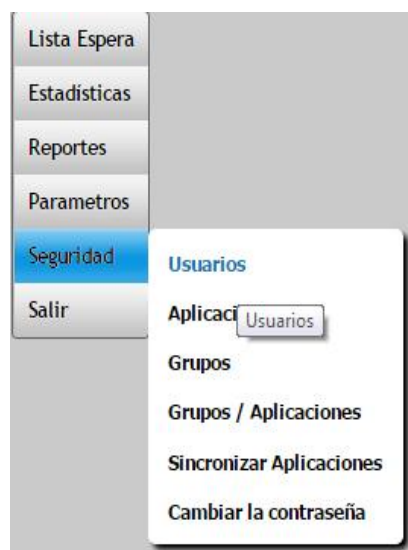 Lista Espera
Estadísticas
Reportes
Parametros
Seguridad
Salir
Usuarios
Aplicaci
Usuarios
Grupos
Grupos / Aplicaciones
Sincronizar Aplicaciones
Cambiar la contraseña